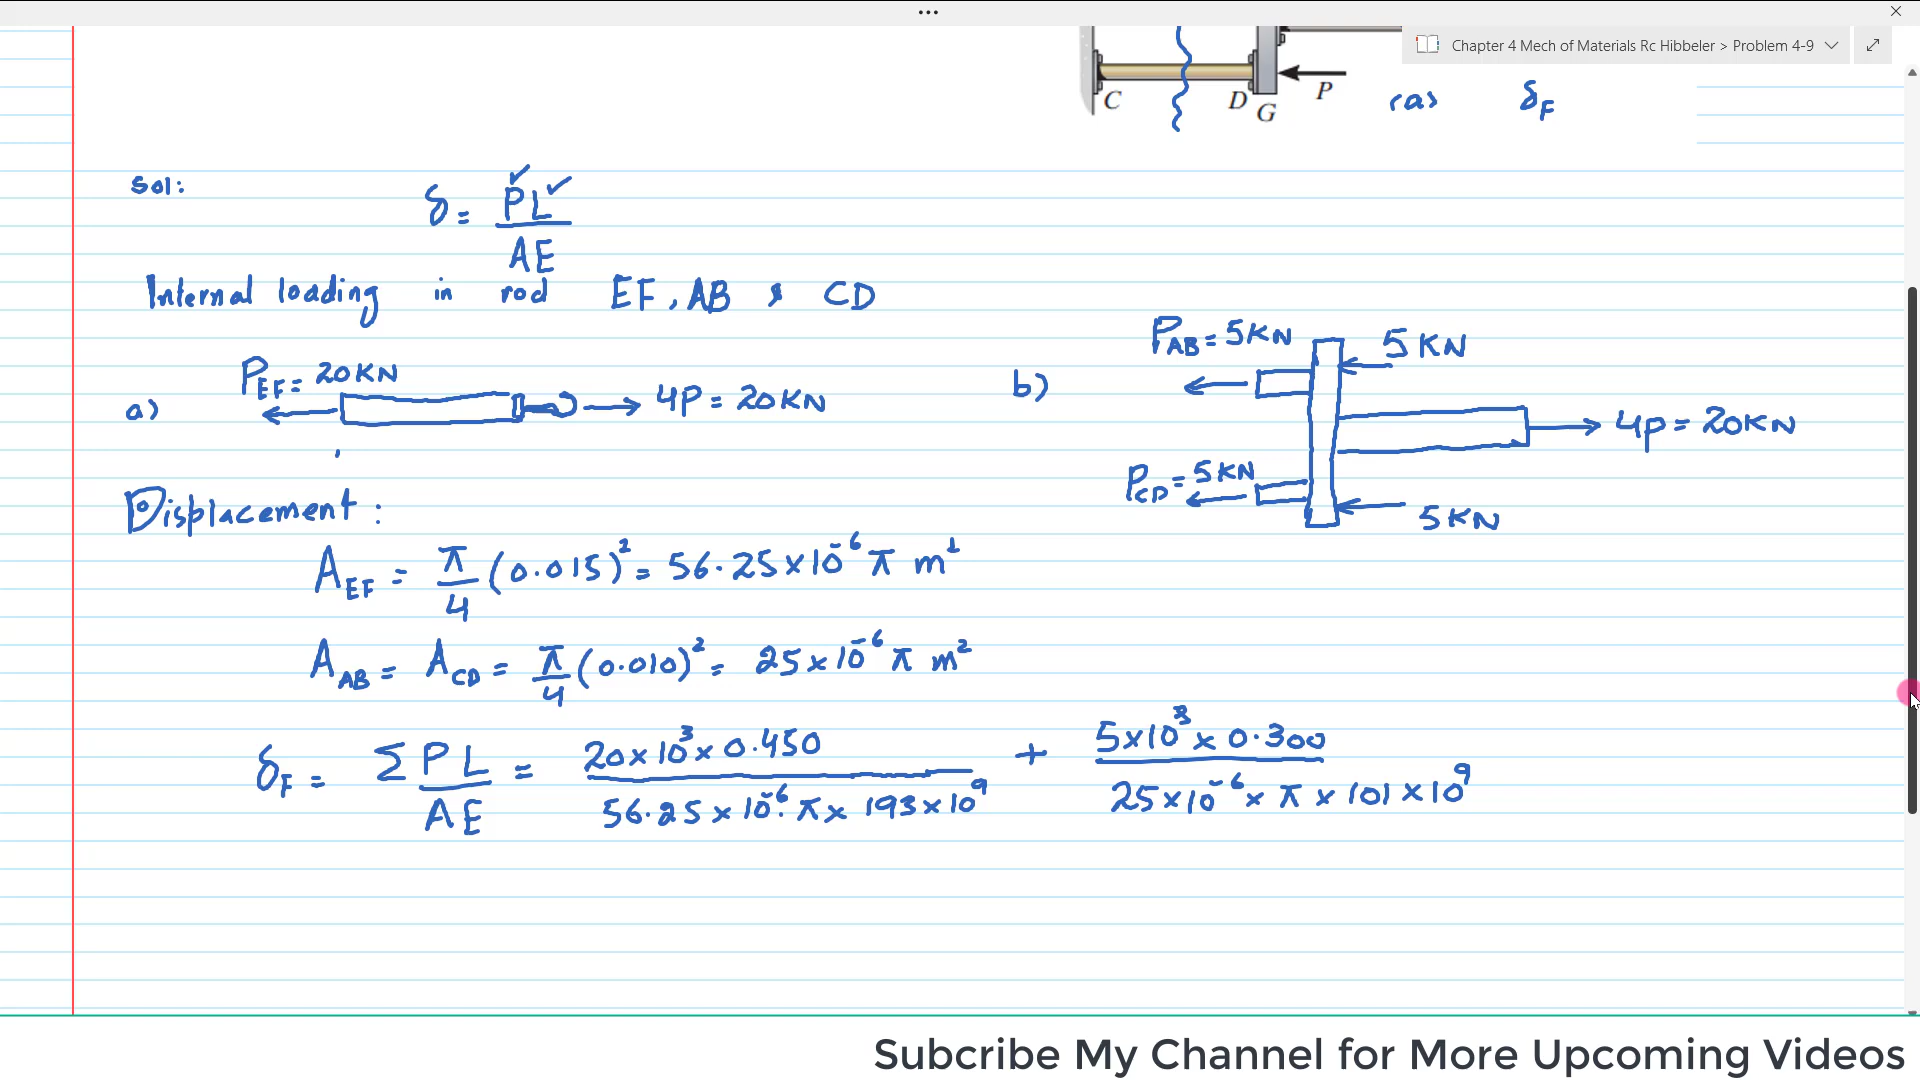 ...
Chapter 4 Mech of Materials Rc Hibbeler > Problem 4-9
C D G P
δF
Sol:
δ = PL / AE
Internal loading in rod EF, AB & CD
a) PEF = 20KN 4P = 20KN
b) PAB = 5KN 5KN
4P = 20KN
PCD = 5KN 5KN
Displacement:
AEF = π/4 (0.015)² = 56.25×10⁻⁶ π m²
AAB = ACD = π/4 (0.010)² = 25×10⁻⁶ π m²
δF = Σ PL / AE = 20×10³×0.450 / 56.25×10⁻⁶.π×193×10⁹ + 5×10³×0.300 / 25×10⁻⁶×π×101×10⁹
Subcribe My Channel for More Upcoming Videos